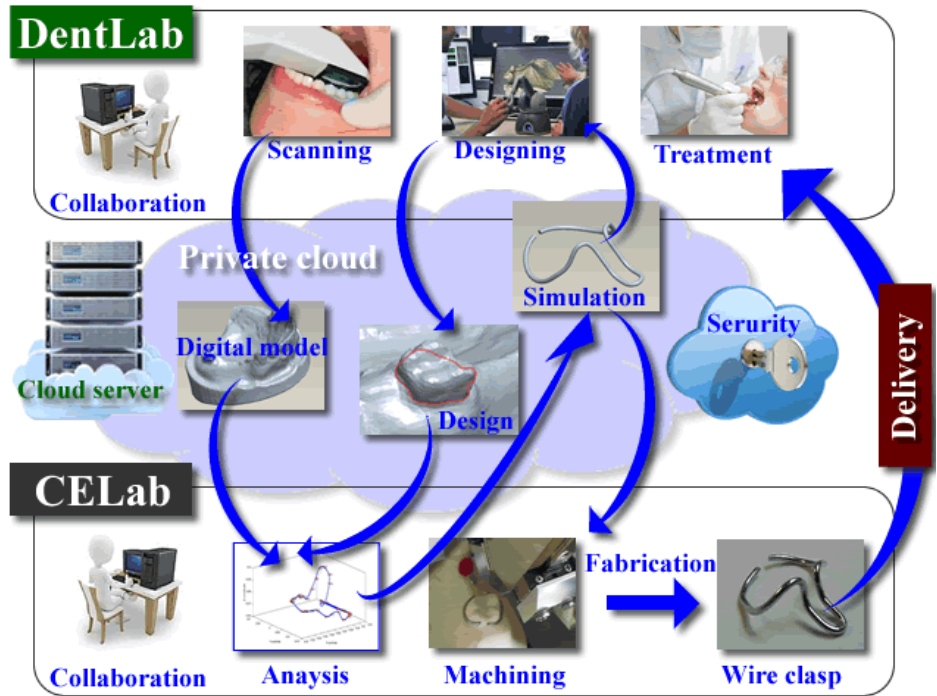 DentLab
Scanning
Designing
Treatment
Collaboration
Private cloud
Simulation
Serurity
Digital model
Cloud server
Design
Delivery
CELab
Fabrication
Collaboration
Anaysis
Machining
Wire clasp